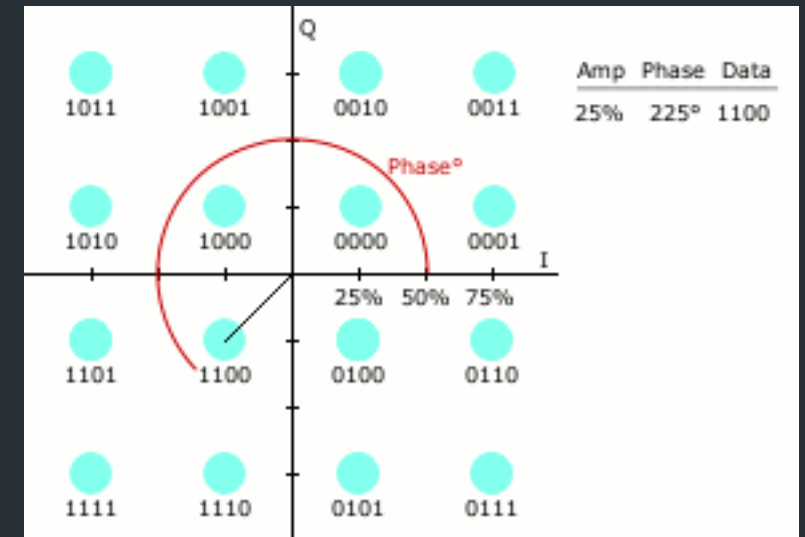 Q
Amp Phase Data
1011 1001 0010 0011
25% 225° 1100
Phase°
1010 1000 0000 0001
I
25% 50% 75%
1101 1100 0100 0110
1111 1110 0101 0111